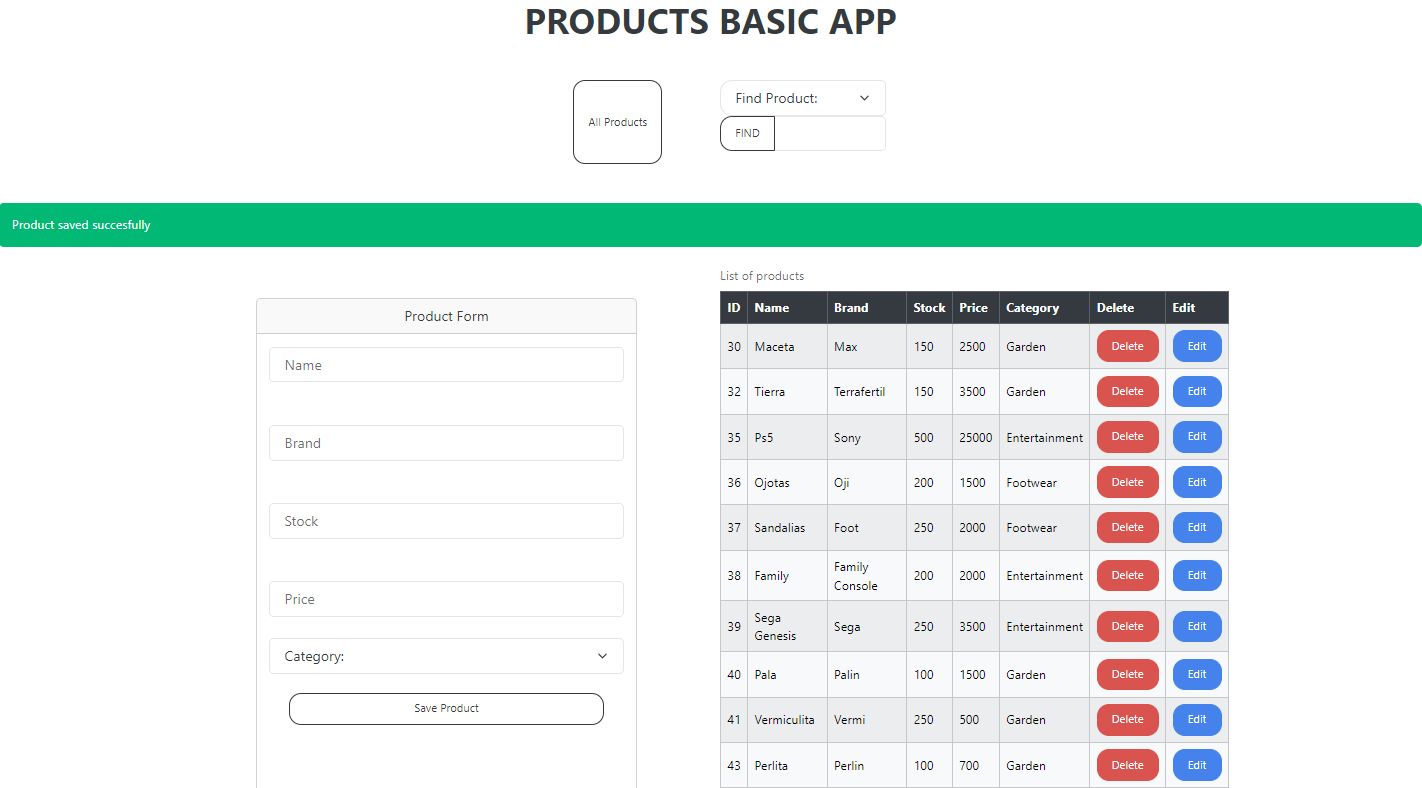 PRODUCTS BASIC APP
All Products
Find Product:
FIND
Product saved succesfully
Product Form
Name
Brand
Stock
Price
Category:
Save Product
List of products
ID Name Brand Stock Price Category Delete Edit
30 Maceta Max 150 2500 Garden Delete Edit
32 Tierra Terrafertil 150 3500 Garden Delete Edit
35 Ps5 Sony 500 25000 Entertainment Delete Edit
36 Ojotas Oji 200 1500 Footwear Delete Edit
37 Sandalias Foot 250 2000 Footwear Delete Edit
38 Family Family Console 200 2000 Entertainment Delete Edit
39 Sega Genesis Sega 250 3500 Entertainment Delete Edit
40 Pala Palin 100 1500 Garden Delete Edit
41 Vermiculita Vermi 250 500 Garden Delete Edit
43 Perlita Perlin 100 700 Garden Delete Edit